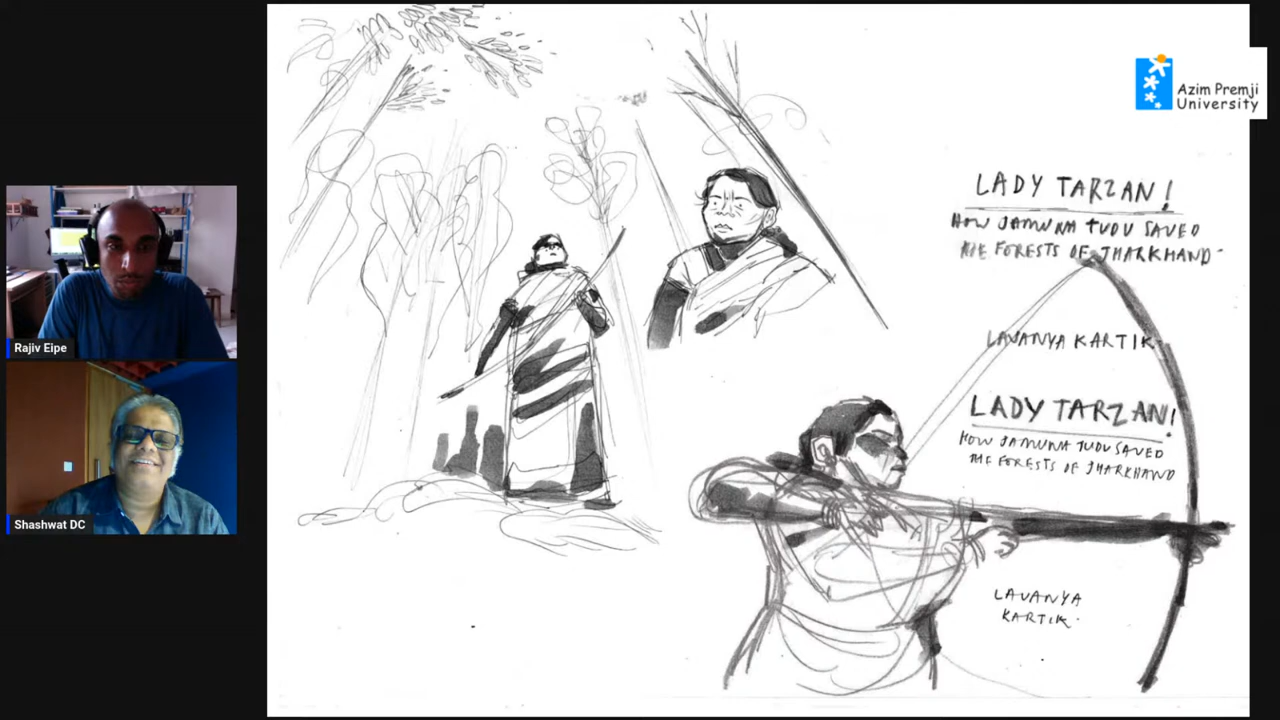 Azim Premji
University
LADY TARZAN!
HOW JAMUNA TUDU SAVED
THE FORESTS OF JHARKHAND
LAVANYA KARTIK
LADY TARZAN!
HOW JAMUNA TUDU SAVED
THE FORESTS OF JHARKHAND
LAVANYA
KARTIK
Rajiv Eipe
Shashwat DC